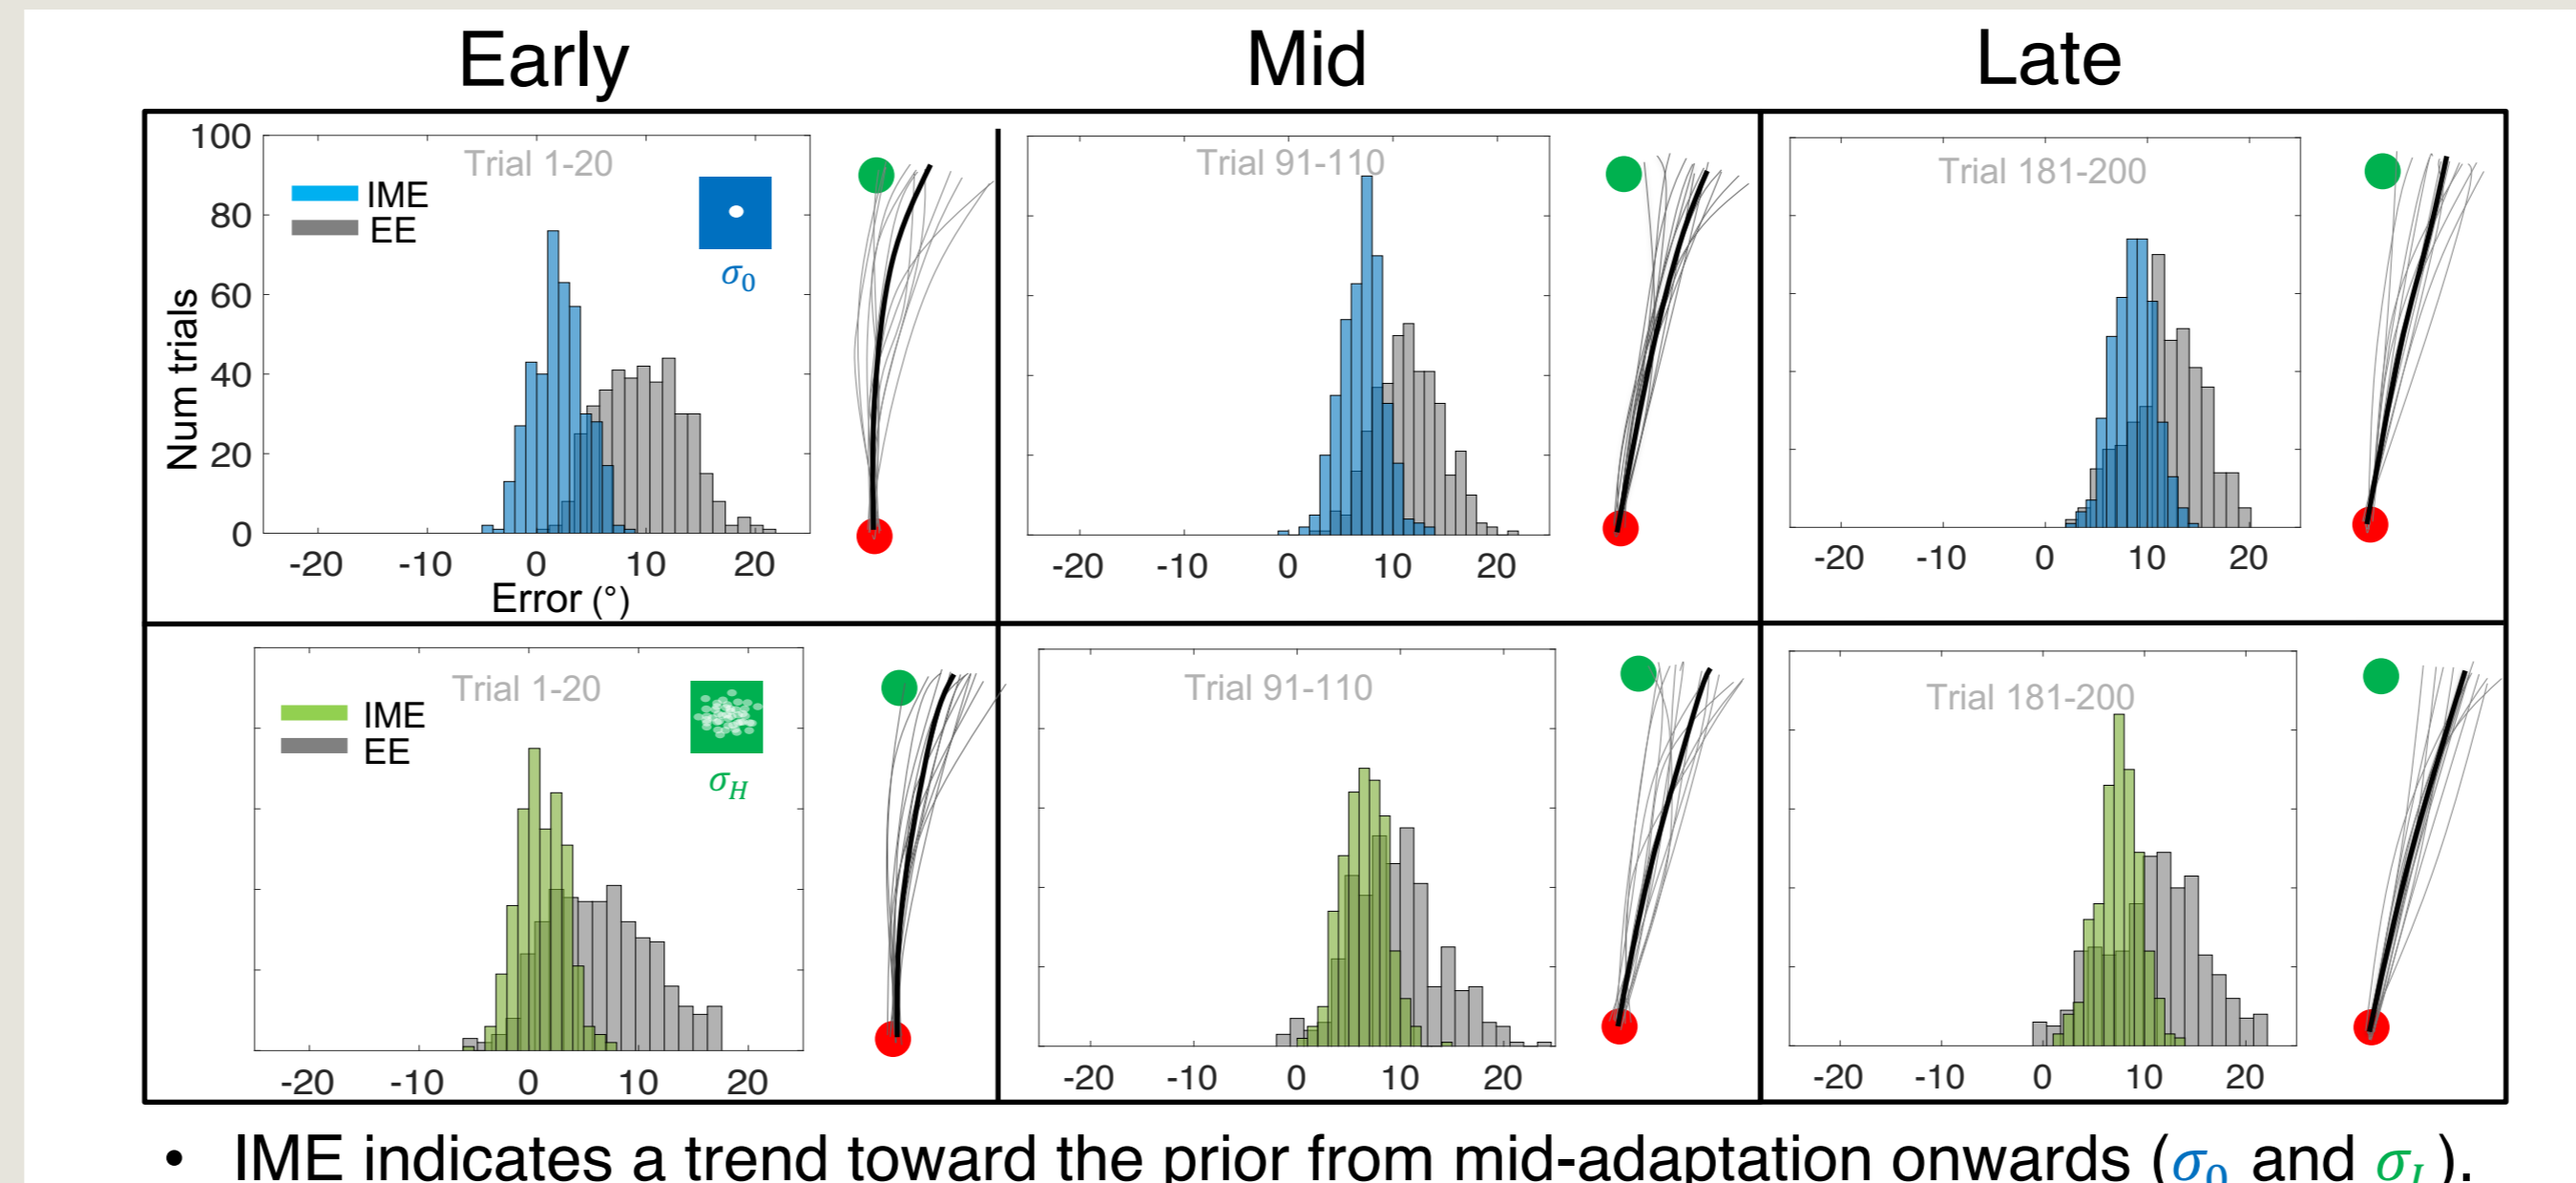 Early Mid Late
100
80
60
40
20
0
Num trials
Trial 1-20
IME
EE
σ0
-20 -10 0 10 20
Error (°)
Trial 91-110
-20 -10 0 10 20
Trial 181-200
-20 -10 0 10 20
Trial 1-20
IME
EE
σH
-20 -10 0 10 20
Trial 91-110
-20 -10 0 10 20
Trial 181-200
-20 -10 0 10 20
• IME indicates a trend toward the prior from mid-adaptation onwards (σ0 and σL).